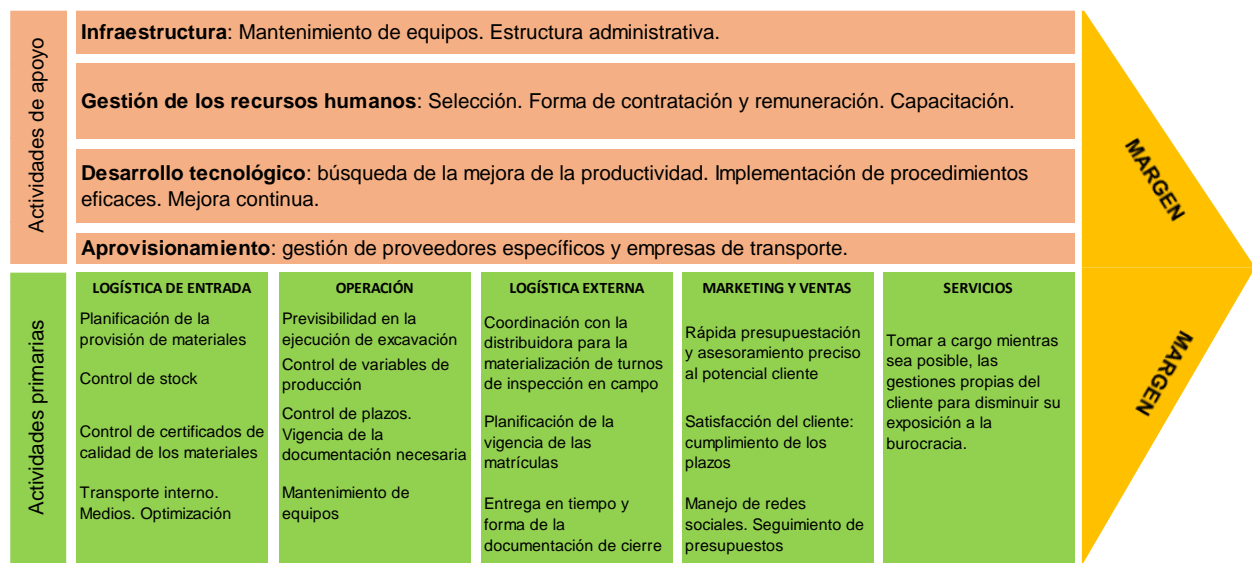 Actividades de apoyo
Infraestructura: Mantenimiento de equipos. Estructura administrativa.
Gestión de los recursos humanos: Selección. Forma de contratación y remuneración. Capacitación.
Desarrollo tecnológico: búsqueda de la mejora de la productividad. Implementación de procedimientos
eficaces. Mejora continua.
Aprovisionamiento: gestión de proveedores específicos y empresas de transporte.
MARGEN
Actividades primarias
LOGÍSTICA DE ENTRADA
Planificación de la
provisión de materiales
Control de stock
Control de certificados de
calidad de los materiales
Transporte interno.
Medios. Optimización
OPERACIÓN
Previsibilidad en la
ejecución de excavación
Control de variables de
producción
Control de plazos.
Vigencia de la
documentación necesaria
Mantenimiento de
equipos
LOGÍSTICA EXTERNA
Coordinación con la
distribuidora para la
materialización de turnos
de inspección en campo
Planificación de la
vigencia de las
matrículas
Entrega en tiempo y
forma de la
documentación de cierre
MARKETING Y VENTAS
Rápida presupuestación
y asesoramiento preciso
al potencial cliente
Satisfacción del cliente:
cumplimiento de los
plazos
Manejo de redes
sociales. Seguimiento de
presupuestos
SERVICIOS
Tomar a cargo mientras
sea posible, las
gestiones propias del
cliente para disminuir su
exposición a la
burocracia.
MARGEN